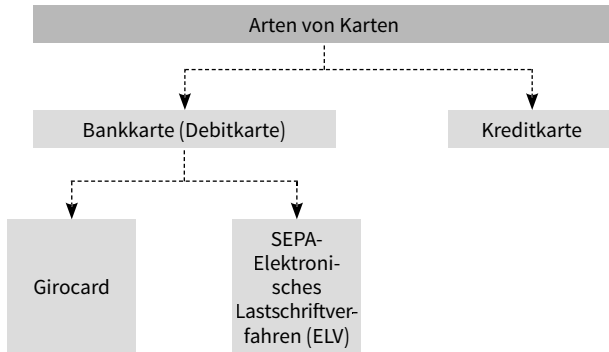 Arten von Karten
Bankkarte (Debitkarte)
Kreditkarte
Girocard
SEPA-
Elektroni-
sches
Lastschriftver-
fahren (ELV)